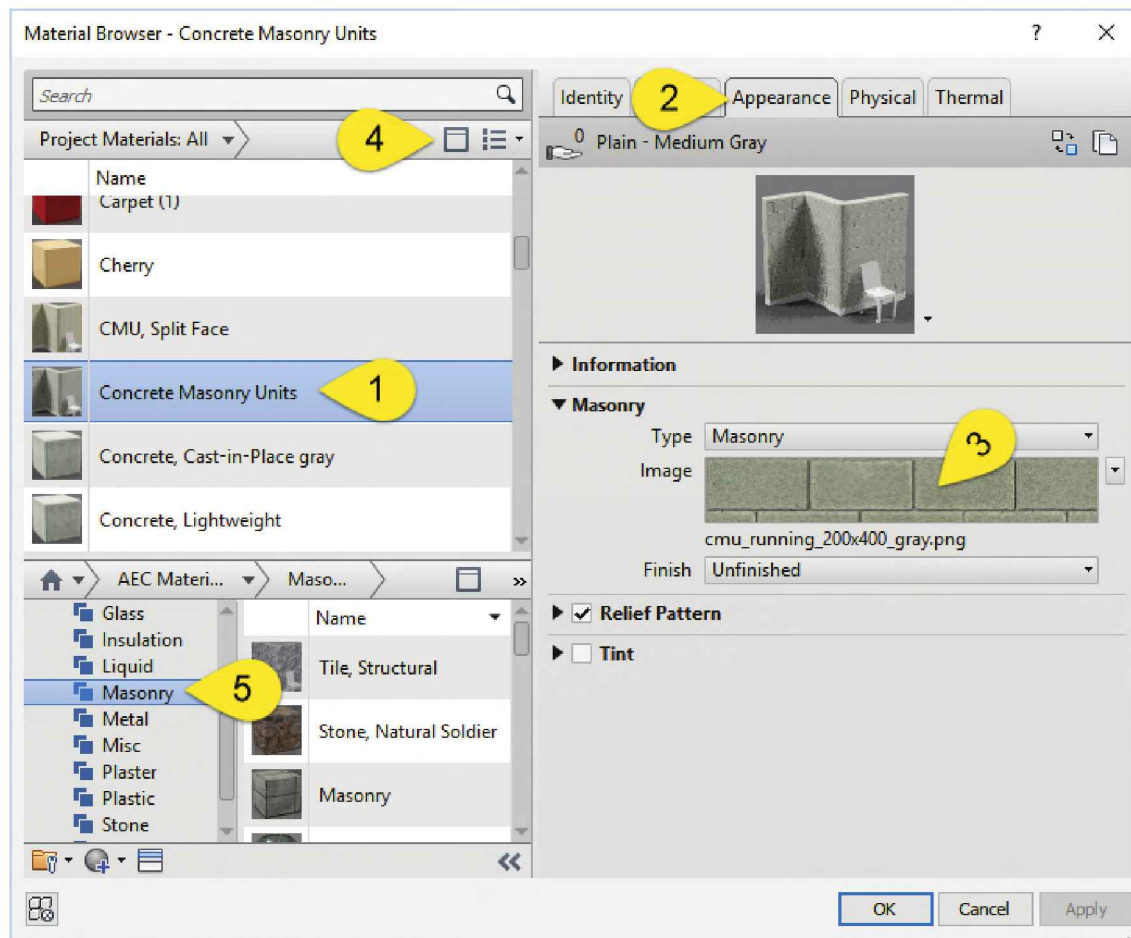 Material Browser - Concrete Masonry Units
?
Search
Project Materials: All
4
Name
Carpet (1)
Cherry
CMU, Split Face
Concrete Masonry Units
1
Concrete, Cast-in-Place gray
Concrete, Lightweight
AEC Materi...
Maso...
»
Glass
Insulation
Liquid
Masonry
5
Metal
Misc
Plaster
Plastic
Stone
Name
Tile, Structural
Stone, Natural Soldier
Masonry
Identity
2
Appearance
Physical
Thermal
0
Plain - Medium Gray
Information
Masonry
Type
Masonry
3
Image
cmu_running_200x400_gray.png
Finish
Unfinished
Relief Pattern
Tint
OK
Cancel
Apply